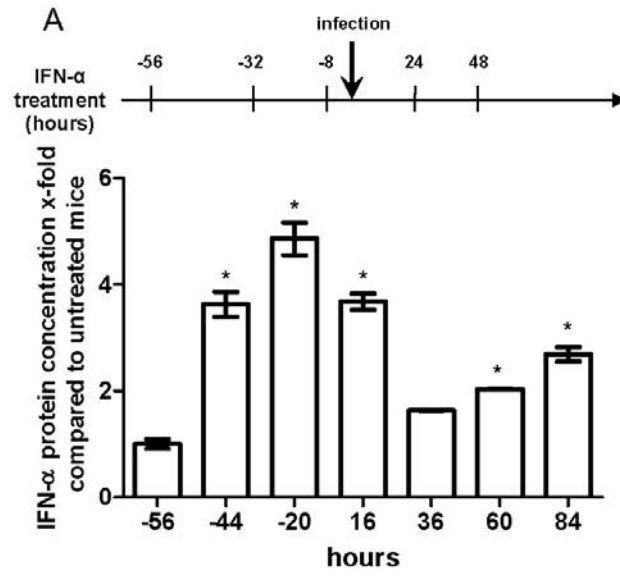 A
infection
-56 -32 -8 24 48
IFN-α
treatment
(hours)
IFN-α protein concentration x-fold
compared to untreated mice
6
4
2
0
* * * * * *
-56 -44 -20 16 36 60 84
hours